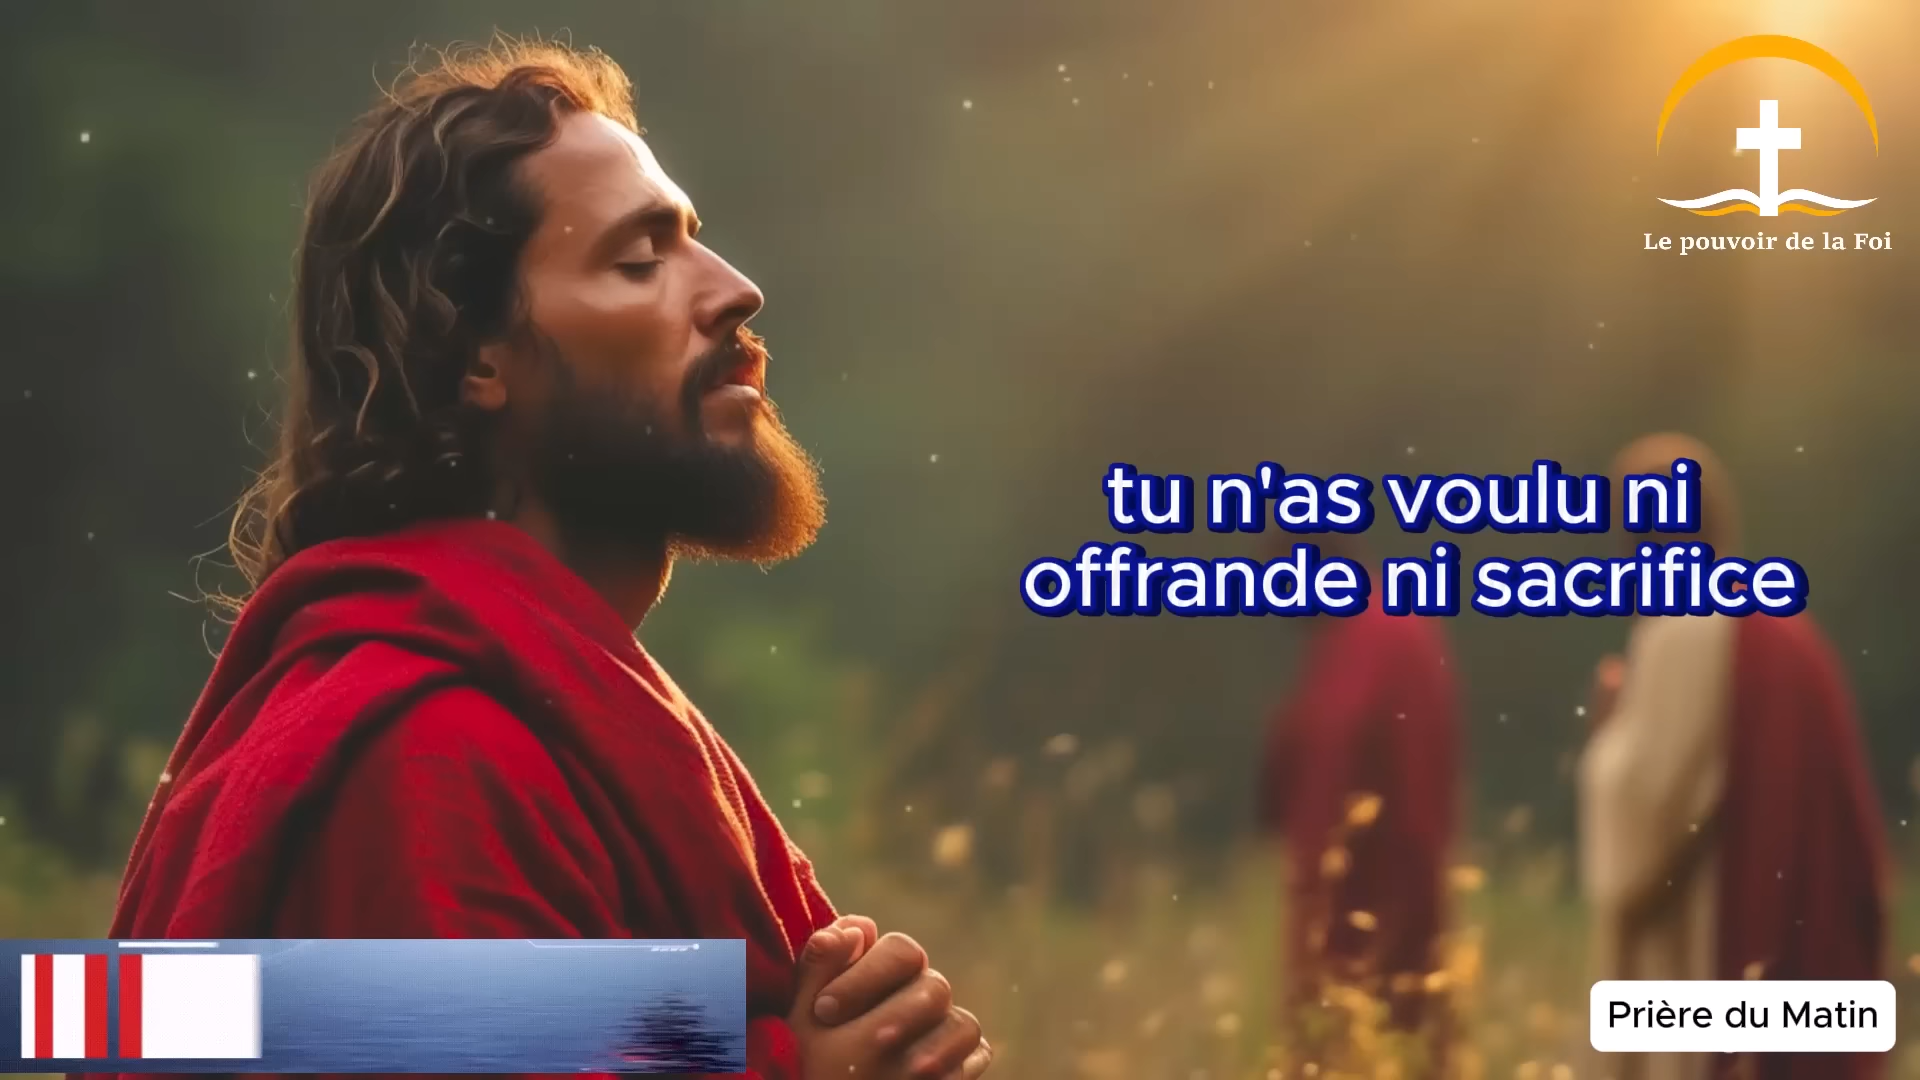 Le pouvoir de la Foi
tu n'as voulu ni
offrande ni sacrifice
Prière du Matin